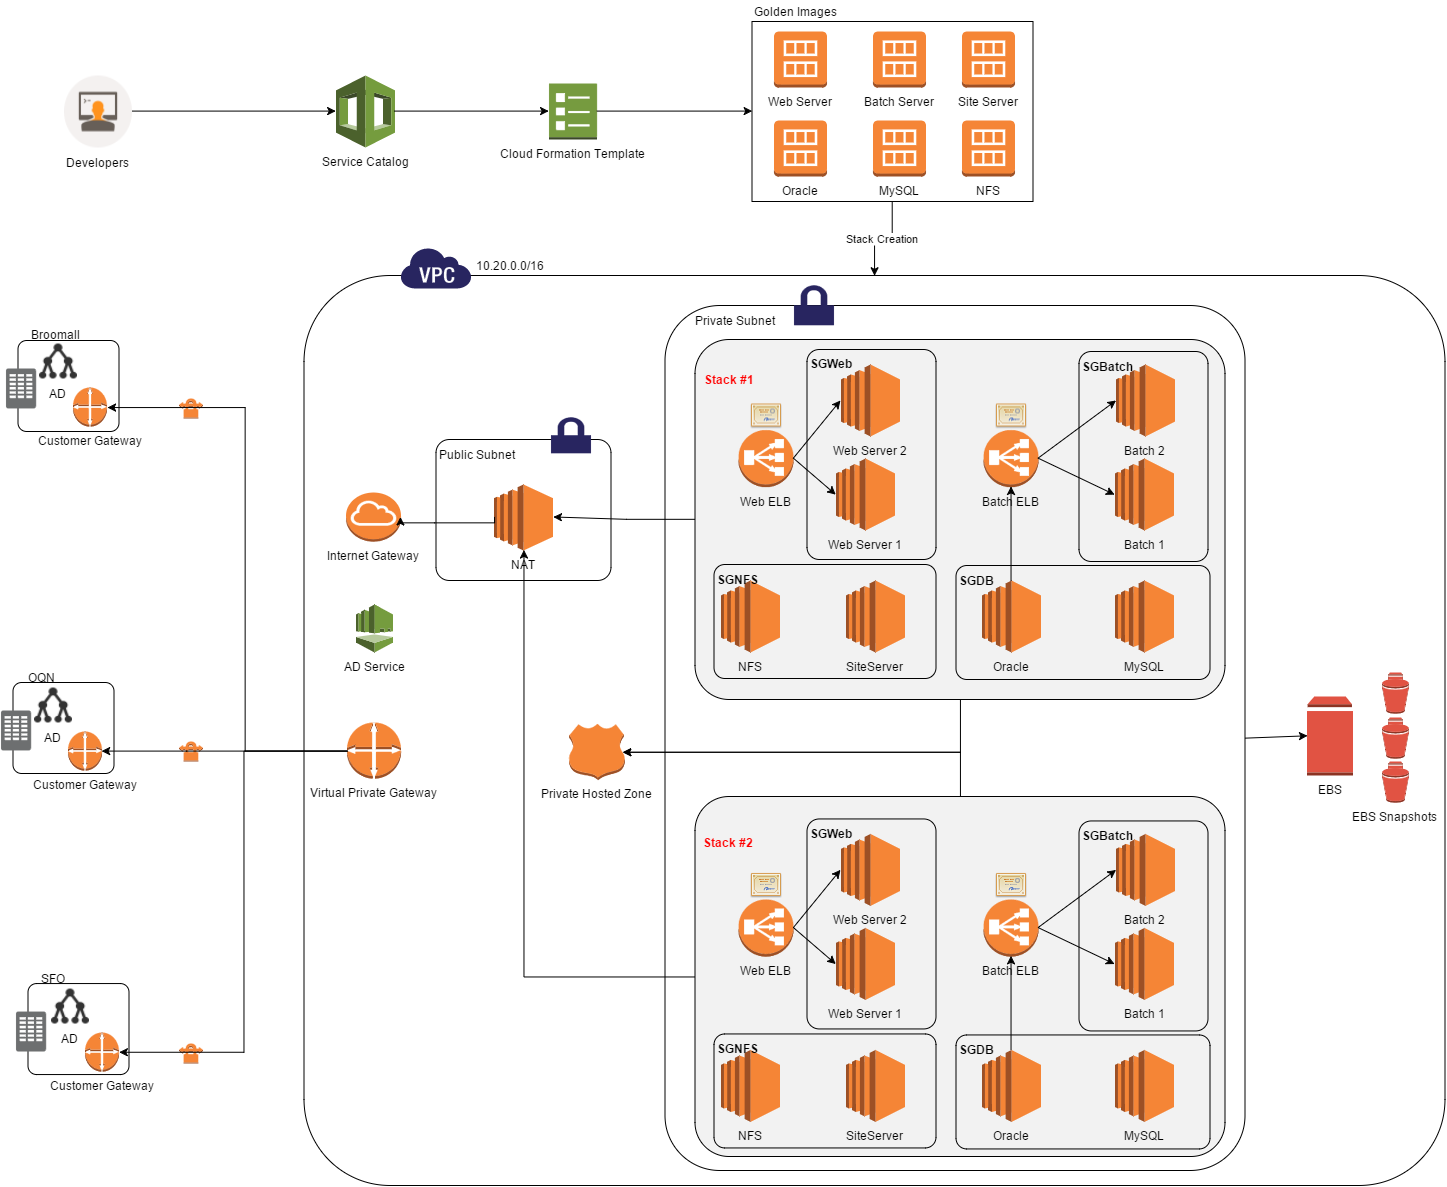 Golden Images
Web Server
Batch Server
Site Server
Oracle
MySQL
NFS
Developers
Service Catalog
Cloud Formation Template
Stack Creation
VPC
10.20.0.0/16
Private Subnet
Stack #1
SGWeb
Web Server 2
Web ELB
Web Server 1
SGBatch
Batch 2
Batch ELB
Batch 1
SGNFS
NFS
SiteServer
SGDB
Oracle
MySQL
Public Subnet
NAT
Internet Gateway
AD Service
Virtual Private Gateway
Private Hosted Zone
Broomall
AD
Customer Gateway
OQN
AD
Customer Gateway
SFO
AD
Customer Gateway
EBS
EBS Snapshots
Stack #2
SGWeb
Web Server 2
Web ELB
Web Server 1
SGBatch
Batch 2
Batch ELB
Batch 1
SGNFS
NFS
SiteServer
SGDB
Oracle
MySQL